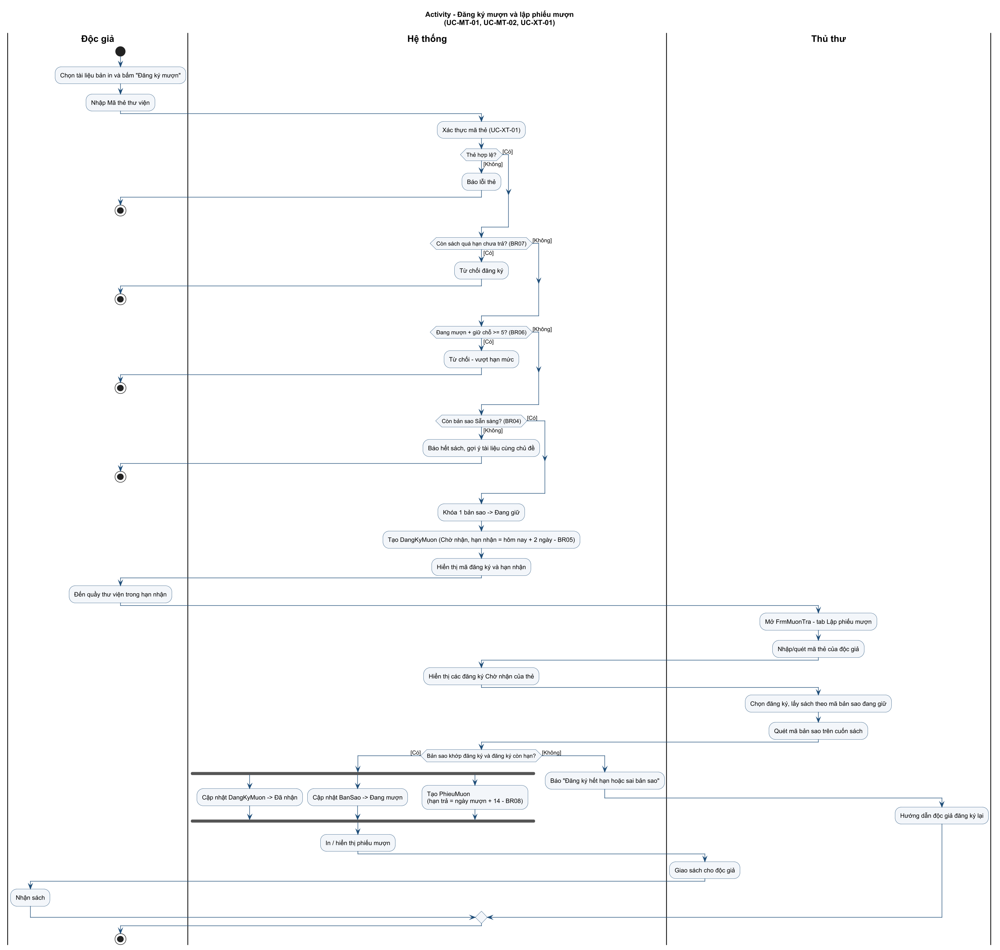 Activity - Đăng ký mượn và lập phiếu mượn
(UC-MT-01, UC-MT-02, UC-XT-01)
Độc giả
Hệ thống
Thủ thư
Chọn tài liệu bản in và bấm "Đăng ký mượn"
Nhập Mã thẻ thư viện
Xác thực mã thẻ (UC-XT-01)
Thẻ hợp lệ?
[Có]
[Không]
Báo lỗi thẻ
Còn sách quá hạn chưa trả? (BR07)
[Không]
[Có]
Từ chối đăng ký
Đang mượn + giữ chỗ >= 5? (BR06)
[Không]
[Có]
Từ chối - vượt hạn mức
Còn bản sao Sẵn sàng? (BR04)
[Có]
[Không]
Báo hết sách, gợi ý tài liệu cùng chủ đề
Khóa 1 bản sao -> Đang giữ
Tạo DangKyMuon (Chờ nhận, hạn nhận = hôm nay + 2 ngày - BR05)
Hiển thị mã đăng ký và hạn nhận
Đến quầy thư viện trong hạn nhận
Mở FrmMuonTra - tab Lập phiếu mượn
Nhập/quét mã thẻ của độc giả
Hiển thị các đăng ký Chờ nhận của thẻ
Chọn đăng ký, lấy sách theo mã bản sao đang giữ
Quét mã bản sao trên cuốn sách
[Có]
Bản sao khớp đăng ký và đăng ký còn hạn?
[Không]
Báo "Đăng ký hết hạn hoặc sai bản sao"
Cập nhật DangKyMuon -> Đã nhận
Cập nhật BanSao -> Đang mượn
Tạo PhieuMuon
(hạn trả = ngày mượn + 14 - BR08)
Hướng dẫn độc giả đăng ký lại
In / hiển thị phiếu mượn
Giao sách cho độc giả
Nhận sách